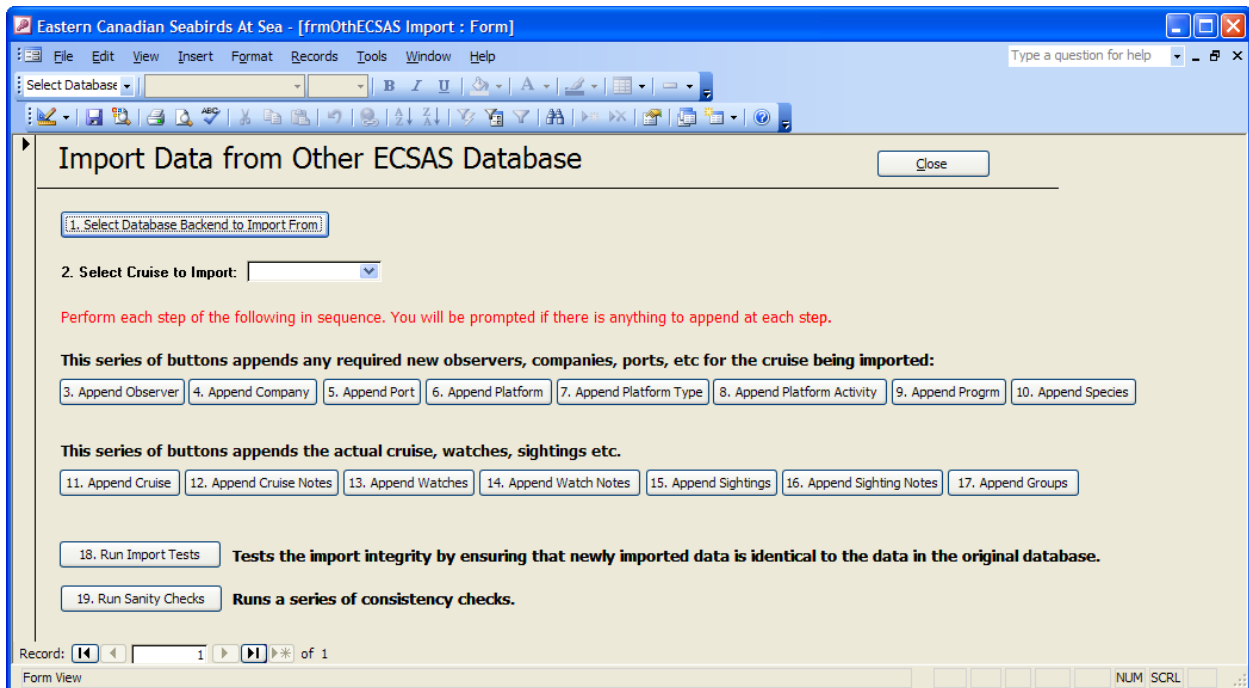 Eastern Canadian Seabirds At Sea - [frmOthECSAS Import : Form]
File Edit View Insert Format Records Tools Window Help Type a question for help
Select Database B I U A
ABC
Import Data from Other ECSAS Database
Close
1. Select Database Backend to Import From
2. Select Cruise to Import:
Perform each step of the following in sequence. You will be prompted if there is anything to append at each step.
This series of buttons appends any required new observers, companies, ports, etc for the cruise being imported:
3. Append Observer 4. Append Company 5. Append Port 6. Append Platform 7. Append Platform Type 8. Append Platform Activity 9. Append Progrm 10. Append Species
This series of buttons appends the actual cruise, watches, sightings etc.
11. Append Cruise 12. Append Cruise Notes 13. Append Watches 14. Append Watch Notes 15. Append Sightings 16. Append Sighting Notes 17. Append Groups
18. Run Import Tests Tests the import integrity by ensuring that newly imported data is identical to the data in the original database.
19. Run Sanity Checks Runs a series of consistency checks.
Record: 1 of 1
Form View NUM SCRL